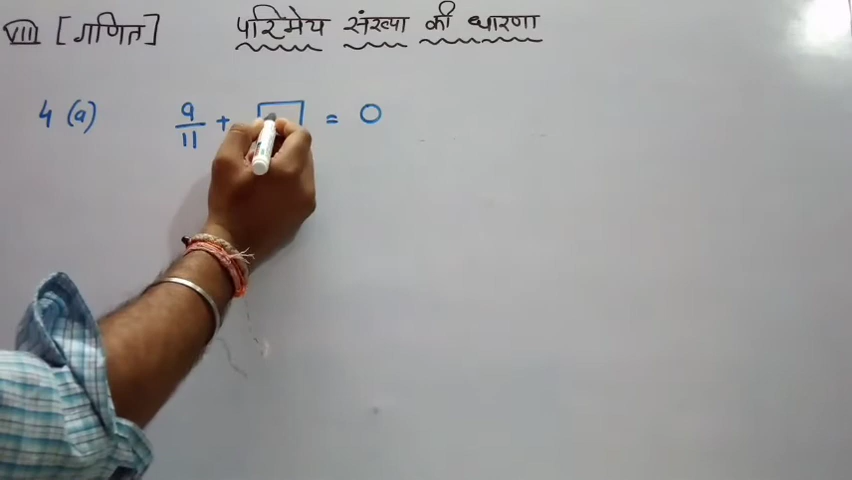 VIII [गणित] परिमेय संख्या की धारणा
4 (a) 9/11 + □ = 0